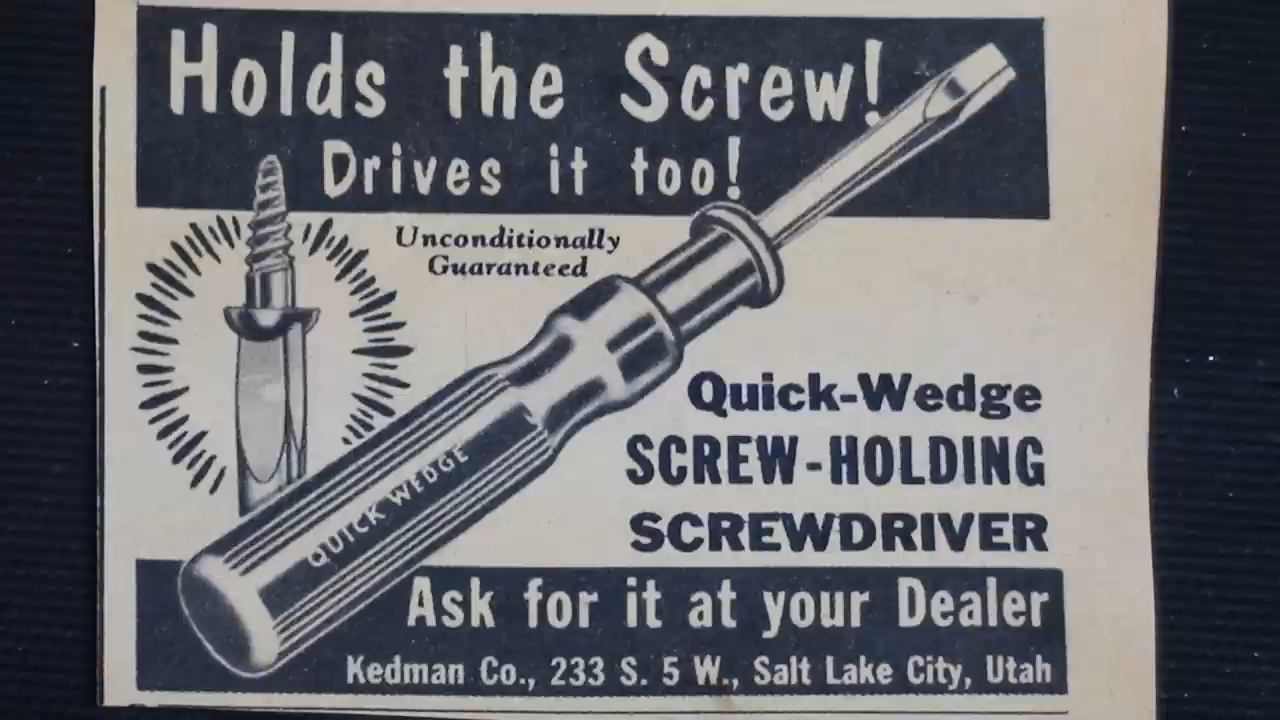 Holds the Screw!
Drives it too!
Unconditionally
Guaranteed
Quick-Wedge
SCREW-HOLDING
SCREWDRIVER
QUICK WEDGE
Ask for it at your Dealer
Kedman Co., 233 S. 5 W., Salt Lake City, Utah